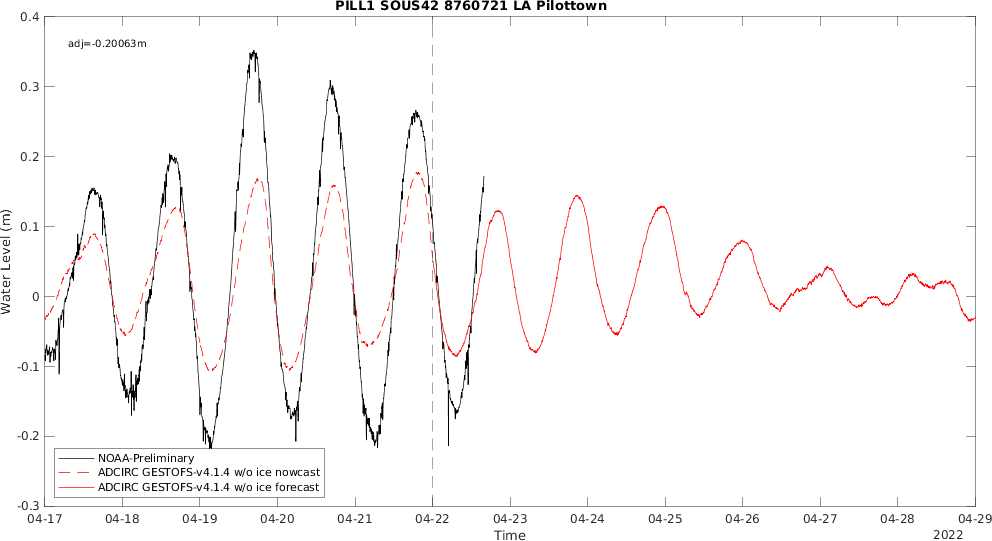 PILL1 SOUS42 8760721 LA Pilottown
adj=-0.20063m
0.4
0.3
0.2
0.1
0
-0.1
-0.2
-0.3
Water Level (m)
NOAA-Preliminary
ADCIRC GESTOFS-v4.1.4 w/o ice nowcast
ADCIRC GESTOFS-v4.1.4 w/o ice forecast
04-17 04-18 04-19 04-20 04-21 04-22 04-23 04-24 04-25 04-26 04-27 04-28 04-29
Time
2022